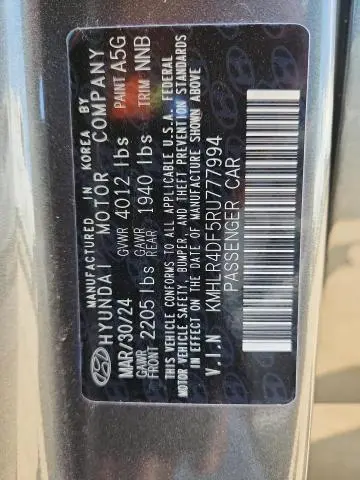 MANUFACTURED IN KOREA BY
HYUNDAI MOTOR COMPANY
MAR/30/24 GVWR 4012 lbs PAINT A5G
GAWR FRONT 2205 lbs GAWR REAR 1940 lbs TRIM NNB
THIS VEHICLE CONFORMS TO ALL APPLICABLE U.S.A. FEDERAL
MOTOR VEHICLE SAFETY, BUMPER, AND THEFT PREVENTION STANDARDS
IN EFFECT ON THE DATE OF MANUFACTURE SHOWN ABOVE
V.I.N KMHLR4DF5RU777994
PASSENGER CAR